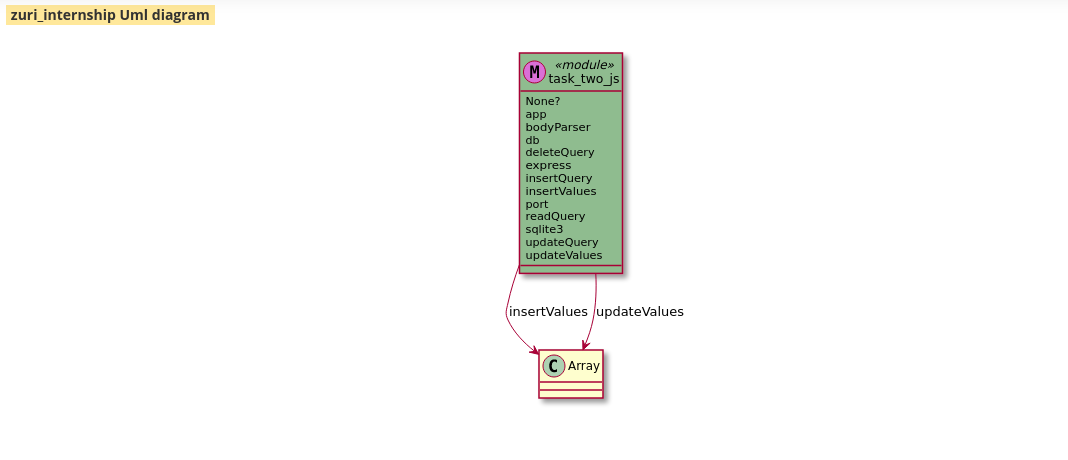 zuri_internship Uml diagram
M
«module»
task_two_js
None?
app
bodyParser
db
deleteQuery
express
insertQuery
insertValues
port
readQuery
sqlite3
updateQuery
updateValues
insertValues
updateValues
C
Array